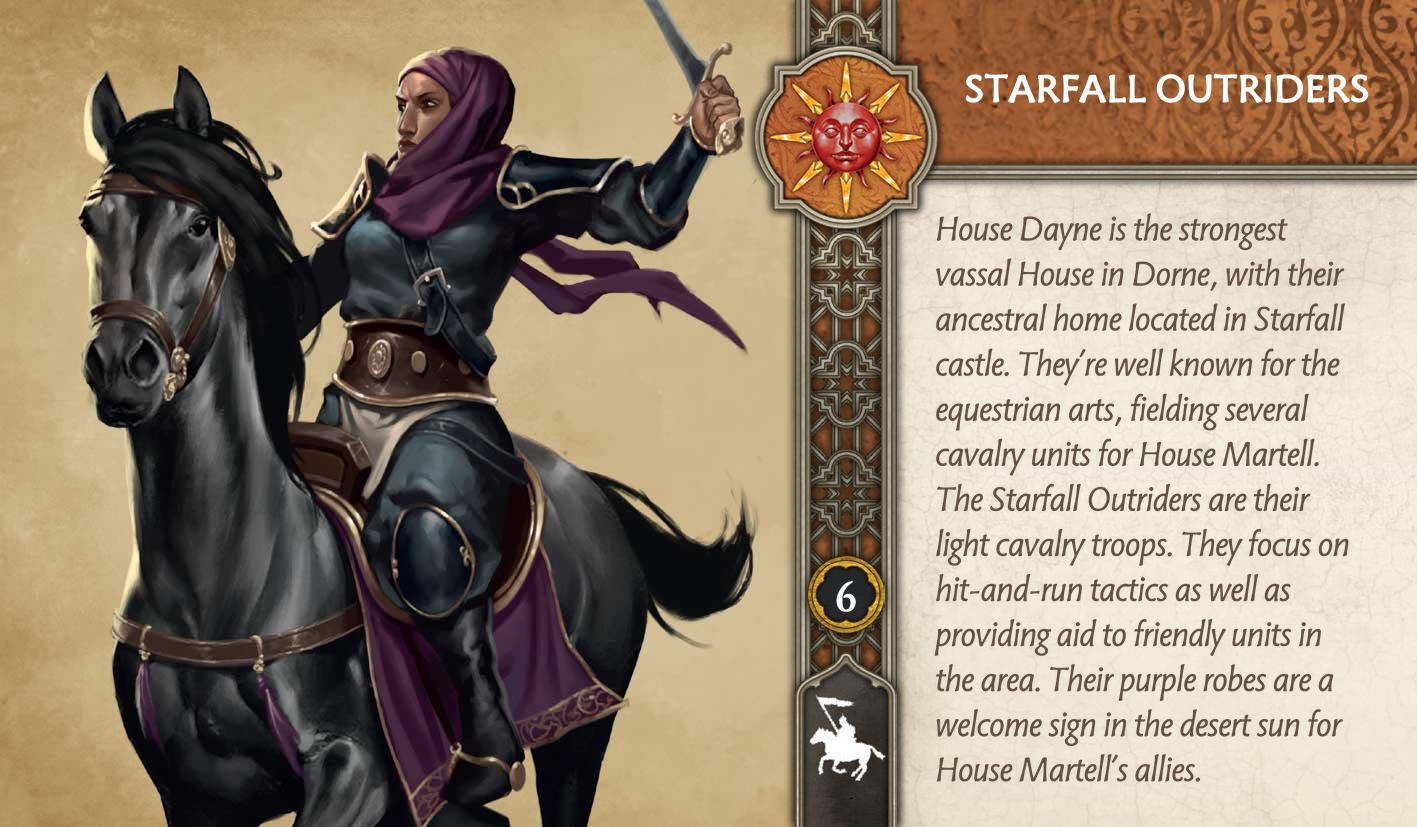 STARFALL OUTRIDERS
House Dayne is the strongest
vassal House in Dorne, with their
ancestral home located in Starfall
castle. They're well known for the
equestrian arts, fielding several
cavalry units for House Martell.
The Starfall Outriders are their
light cavalry troops. They focus on
hit-and-run tactics as well as
providing aid to friendly units in
the area. Their purple robes are a
welcome sign in the desert sun for
House Martell's allies.
6